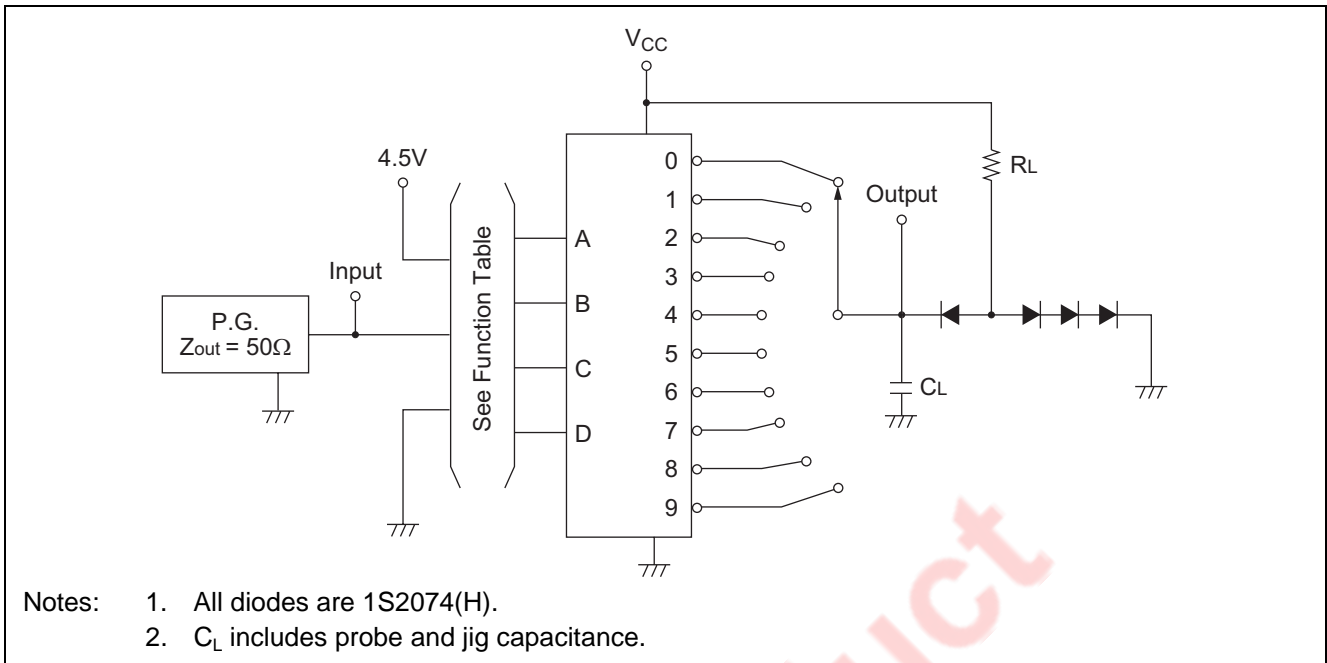 VCC
4.5V
Input
P.G.
Zout = 50Ω
See Function Table
A
B
C
D
0
1
2
3
4
5
6
7
8
9
Output
RL
CL
Notes: 1. All diodes are 1S2074(H).
2. CL includes probe and jig capacitance.